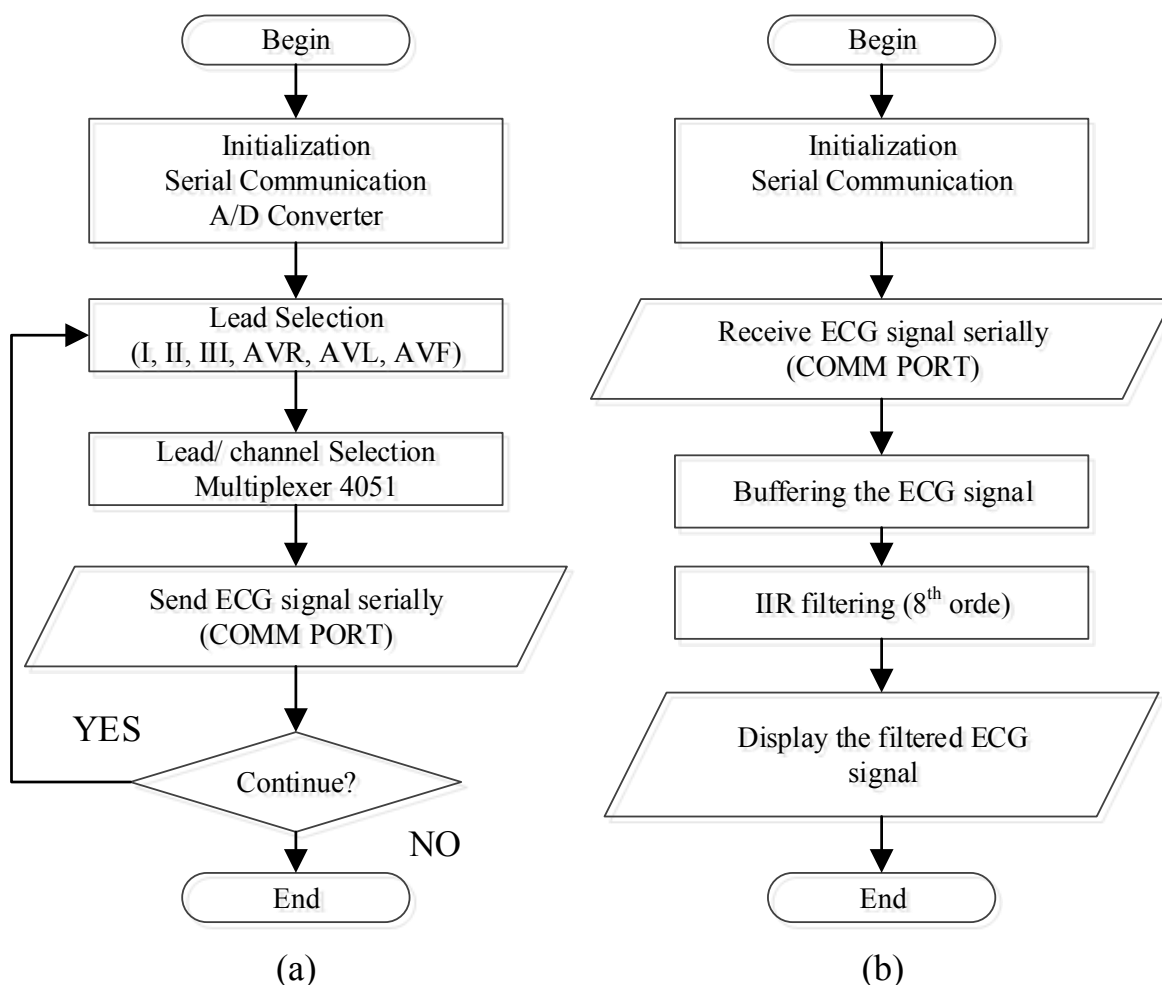 Begin
Initialization
Serial Communication
A/D Converter
Lead Selection
(I, II, III, AVR, AVL, AVF)
Lead/ channel Selection
Multiplexer 4051
Send ECG signal serially
(COMM PORT)
YES
Continue?
NO
End
(a)
Begin
Initialization
Serial Communication
Receive ECG signal serially
(COMM PORT)
Buffering the ECG signal
IIR filtering (8th orde)
Display the filtered ECG
signal
End
(b)